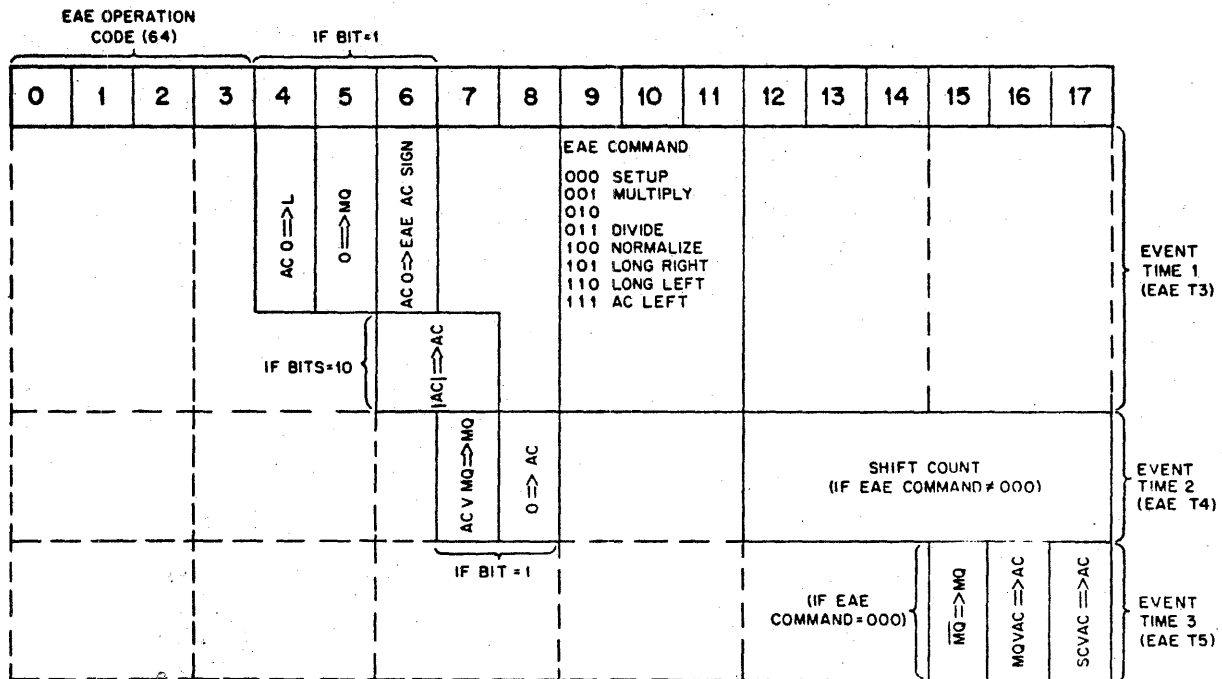 EAE OPERATION
CODE (64)
IF BIT=1
0 1 2 3 4 5 6 7 8 9 10 11 12 13 14 15 16 17
AC 0=>L
0=>MQ
AC 0=>EAE AC SIGN
EAE COMMAND
000 SETUP
001 MULTIPLY
010
011 DIVIDE
100 NORMALIZE
101 LONG RIGHT
110 LONG LEFT
111 AC LEFT
EVENT
TIME 1
(EAE T3)
IF BITS=10
|AC|=>AC
AC V MQ=>MQ
0=> AC
SHIFT COUNT
(IF EAE COMMAND≠000)
EVENT
TIME 2
(EAE T4)
IF BIT = 1
(IF EAE
COMMAND=000)
M̅Q̅=>MQ
MQVAC=>AC
SCVAC=>AC
EVENT
TIME 3
(EAE T5)